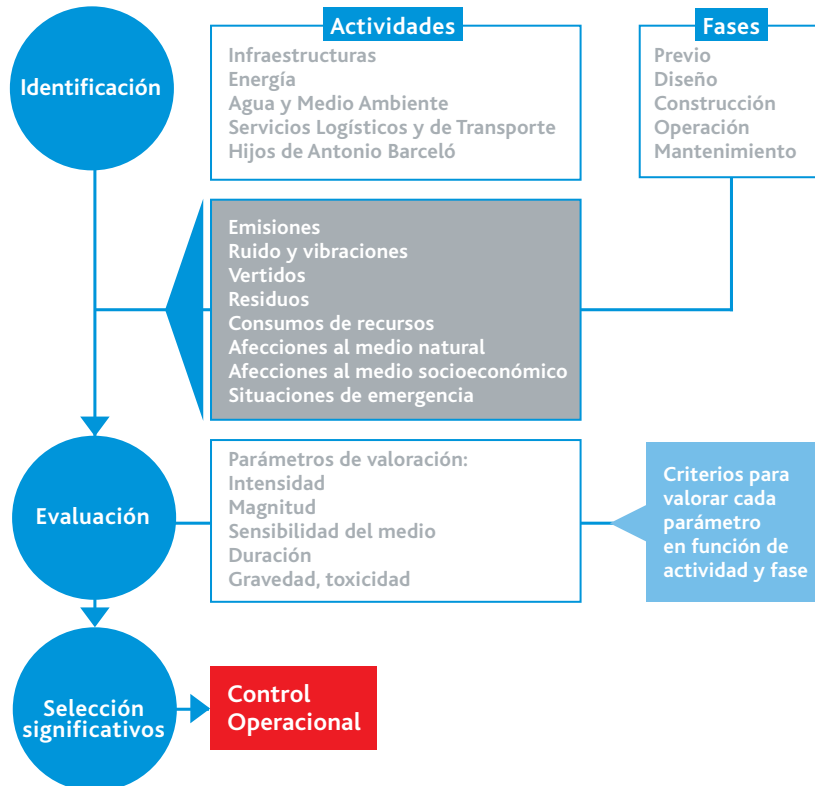 Identificación
Actividades
Infraestructuras
Energía
Agua y Medio Ambiente
Servicios Logísticos y de Transporte
Hijos de Antonio Barceló
Fases
Previo
Diseño
Construcción
Operación
Mantenimiento
Emisiones
Ruido y vibraciones
Vertidos
Residuos
Consumos de recursos
Afecciones al medio natural
Afecciones al medio socioeconómico
Situaciones de emergencia
Evaluación
Parámetros de valoración:
Intensidad
Magnitud
Sensibilidad del medio
Duración
Gravedad, toxicidad
Criterios para
valorar cada
parámetro
en función de
actividad y fase
Selección
significativos
Control
Operacional